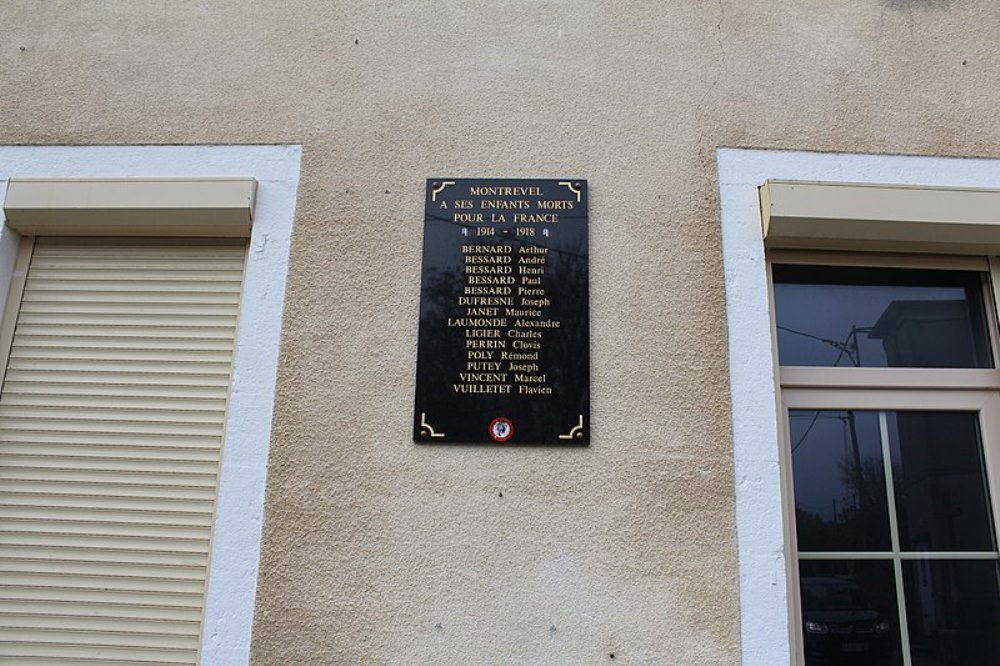 MONTREVEL
A SES ENFANTS MORTS
POUR LA FRANCE
1914 - 1918
BERNARD Arthur
BESSARD André
BESSARD Henri
BESSARD Paul
BESSARD Pierre
DUFRESNE Joseph
JANET Maurice
LAUMONDE Alexandre
LIGIER Charles
PERRIN Clovis
POLY Rémond
PUTEY Joseph
VINCENT Marcel
VUILLETET Flavien